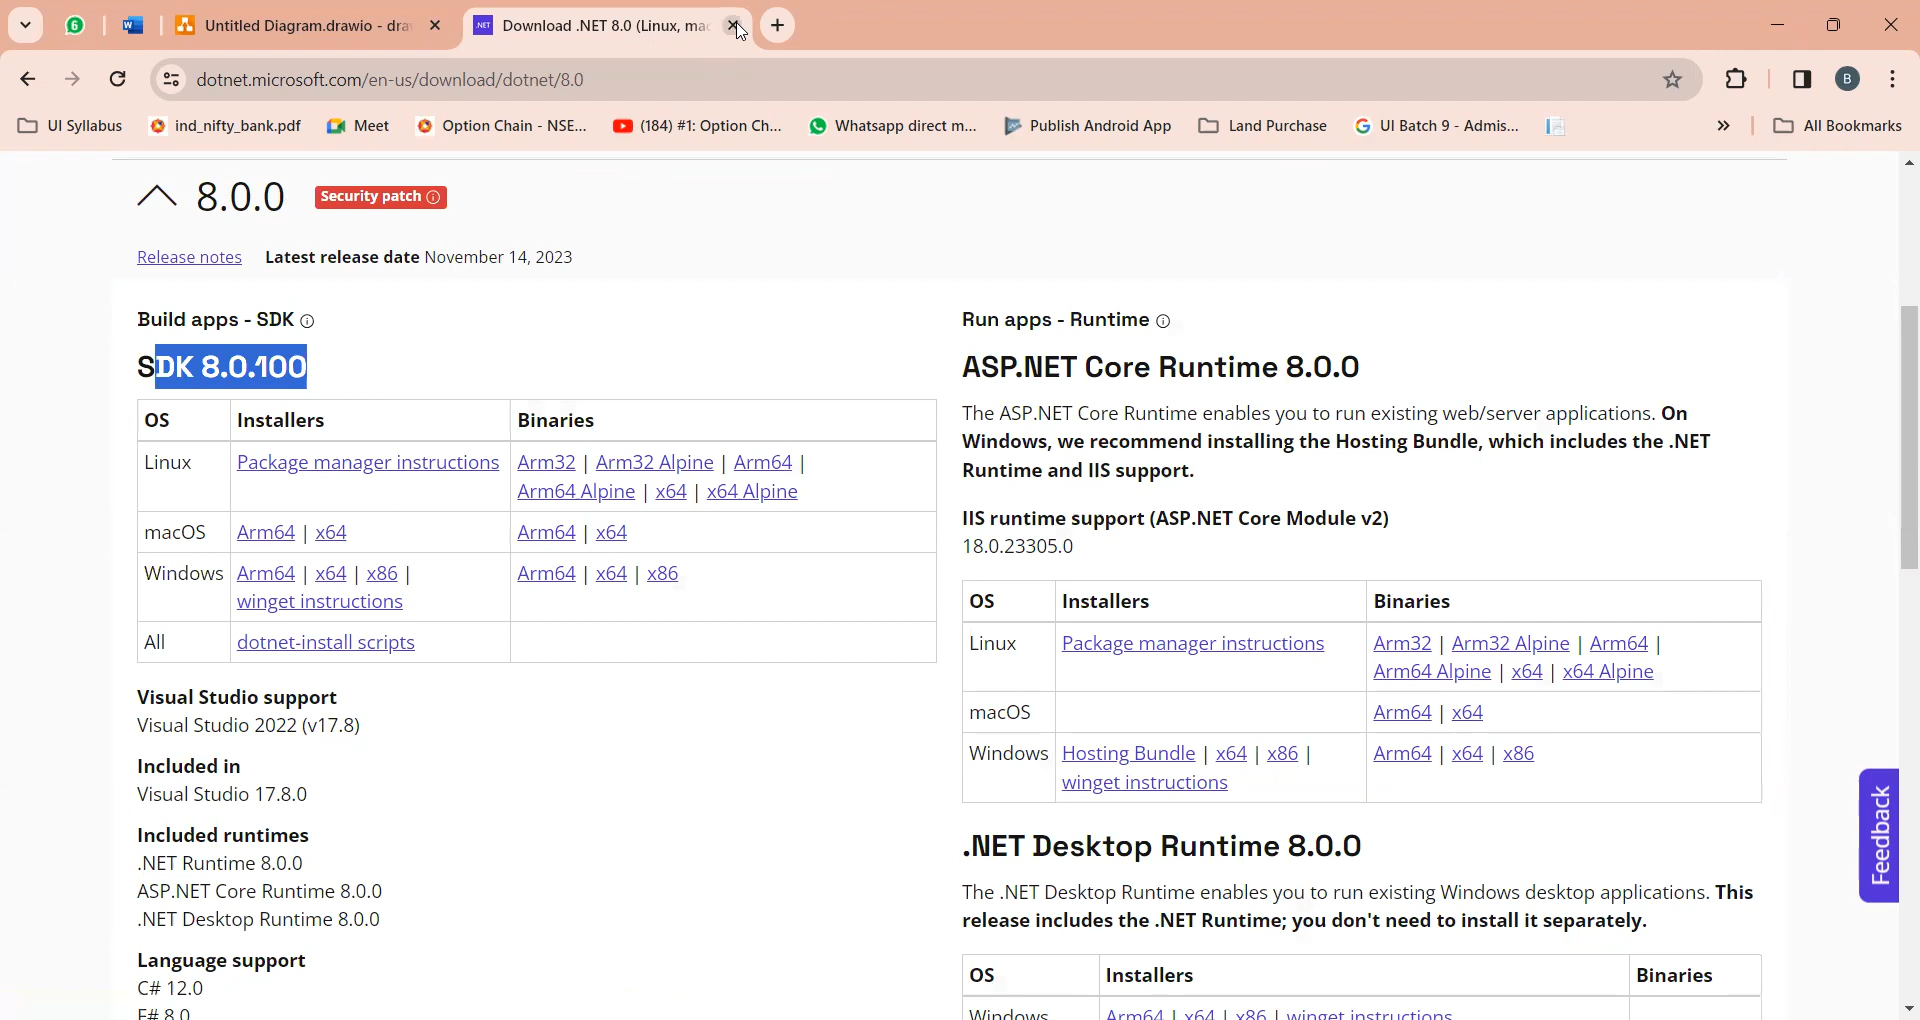 6
Untitled Diagram.drawio - dra
.NET
Download .NET 8.0 (Linux, mac
dotnet.microsoft.com/en-us/download/dotnet/8.0
B
UI Syllabus
ind_nifty_bank.pdf
Meet
Option Chain - NSE...
(184) #1: Option Ch...
Whatsapp direct m...
Publish Android App
Land Purchase
UI Batch 9 - Admis...
All Bookmarks
8.0.0
Security patch
Release notes Latest release date November 14, 2023
Build apps - SDK
SDK 8.0.100
OS Installers Binaries
Linux Package manager instructions Arm32 | Arm32 Alpine | Arm64 |
Arm64 Alpine | x64 | x64 Alpine
macOS Arm64 | x64 Arm64 | x64
Windows Arm64 | x64 | x86 | Arm64 | x64 | x86
winget instructions
All dotnet-install scripts
Visual Studio support
Visual Studio 2022 (v17.8)
Included in
Visual Studio 17.8.0
Included runtimes
.NET Runtime 8.0.0
ASP.NET Core Runtime 8.0.0
.NET Desktop Runtime 8.0.0
Language support
C# 12.0
F# 8.0
Run apps - Runtime
ASP.NET Core Runtime 8.0.0
The ASP.NET Core Runtime enables you to run existing web/server applications. On
Windows, we recommend installing the Hosting Bundle, which includes the .NET
Runtime and IIS support.
IIS runtime support (ASP.NET Core Module v2)
18.0.23305.0
OS Installers Binaries
Linux Package manager instructions Arm32 | Arm32 Alpine | Arm64 |
Arm64 Alpine | x64 | x64 Alpine
macOS Arm64 | x64
Windows Hosting Bundle | x64 | x86 | Arm64 | x64 | x86
winget instructions
.NET Desktop Runtime 8.0.0
The .NET Desktop Runtime enables you to run existing Windows desktop applications. This
release includes the .NET Runtime; you don't need to install it separately.
OS Installers Binaries
Windows Arm64 | x64 | x86 | winget instructions
Feedback